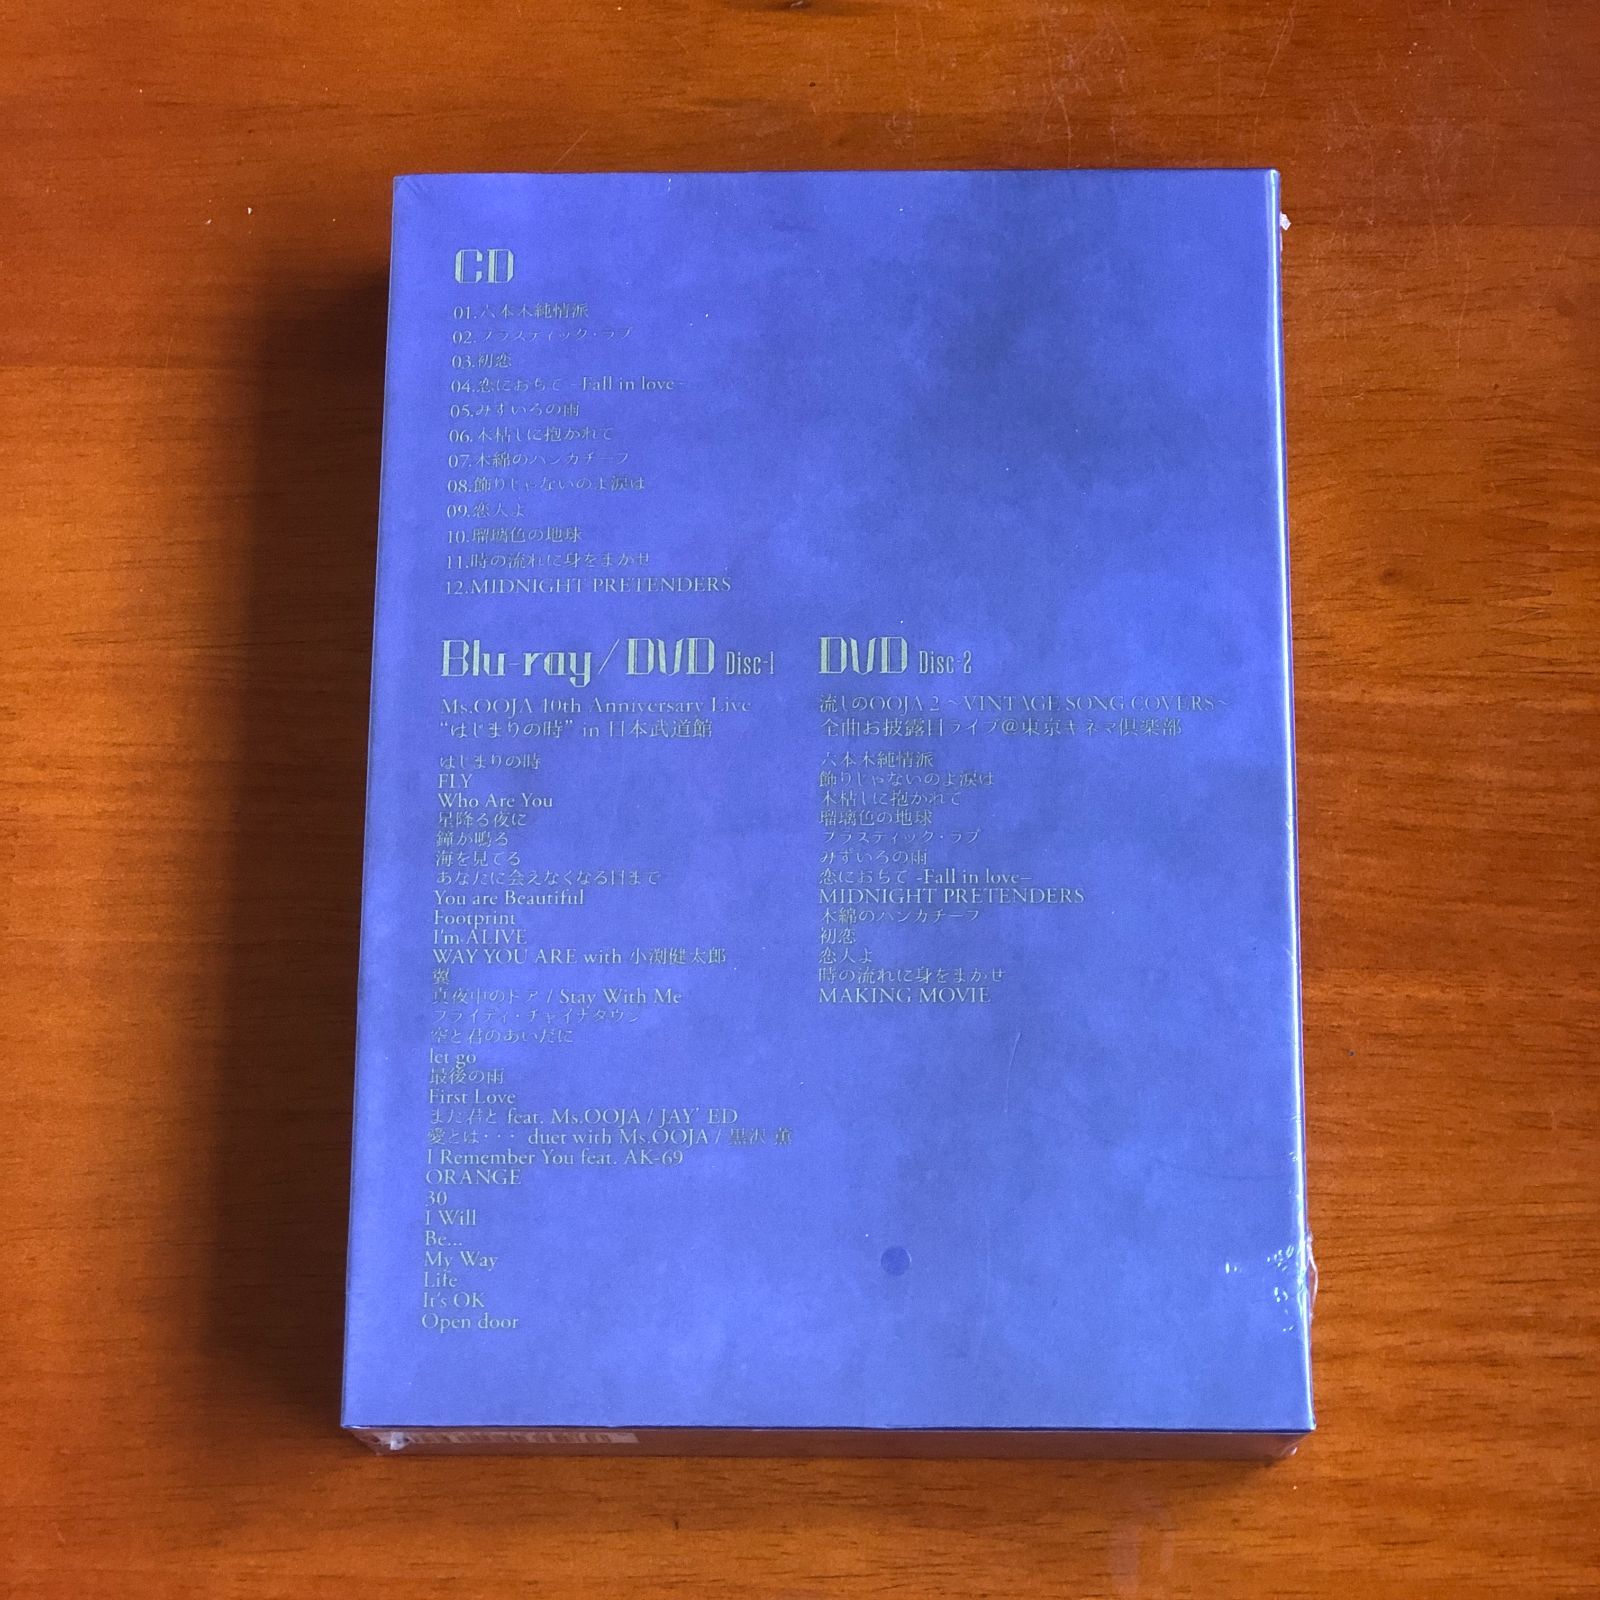 CD
01.六本木純情派
02.プラスティック・ラブ
03.初恋
04.恋におちて -Fall in love-
05.みずいろの雨
06.木枯しに抱かれて
07.木綿のハンカチーフ
08.飾りじゃないのよ涙は
09.恋人よ
10.瑠璃色の地球
11.時の流れに身をまかせ
12.MIDNIGHT PRETENDERS
Blu-ray/DVD Disc-1
Ms.OOJA 10th Anniversary Live
“はじまりの時” in 日本武道館
はじまりの時
FLY
Who Are You
星降る夜に
鐘が鳴る
海を見てる
あなたに会えなくなる日まで
You are Beautiful
Footprint
I'm ALIVE
WAY YOU ARE with 小渕健太郎
翼
真夜中のドア / Stay With Me
フライディ・チャイナタウン
空と君のあいだに
let go
最後の雨
First Love
また君と feat. Ms.OOJA / JAY’ ED
愛とは・・・ duet with Ms.OOJA / 黒沢 薫
I Remember You feat. AK-69
ORANGE
30
I Will
Be...
My Way
Life
It's OK
Open door
DVD Disc-2
流しのOOJA 2 〜VINTAGE SONG COVERS〜
全曲お披露目ライブ@東京キネマ倶楽部
六本木純情派
飾りじゃないのよ涙は
木枯しに抱かれて
瑠璃色の地球
プラスティック・ラブ
みずいろの雨
恋におちて -Fall in love-
MIDNIGHT PRETENDERS
木綿のハンカチーフ
初恋
恋人よ
時の流れに身をまかせ
MAKING MOVIE